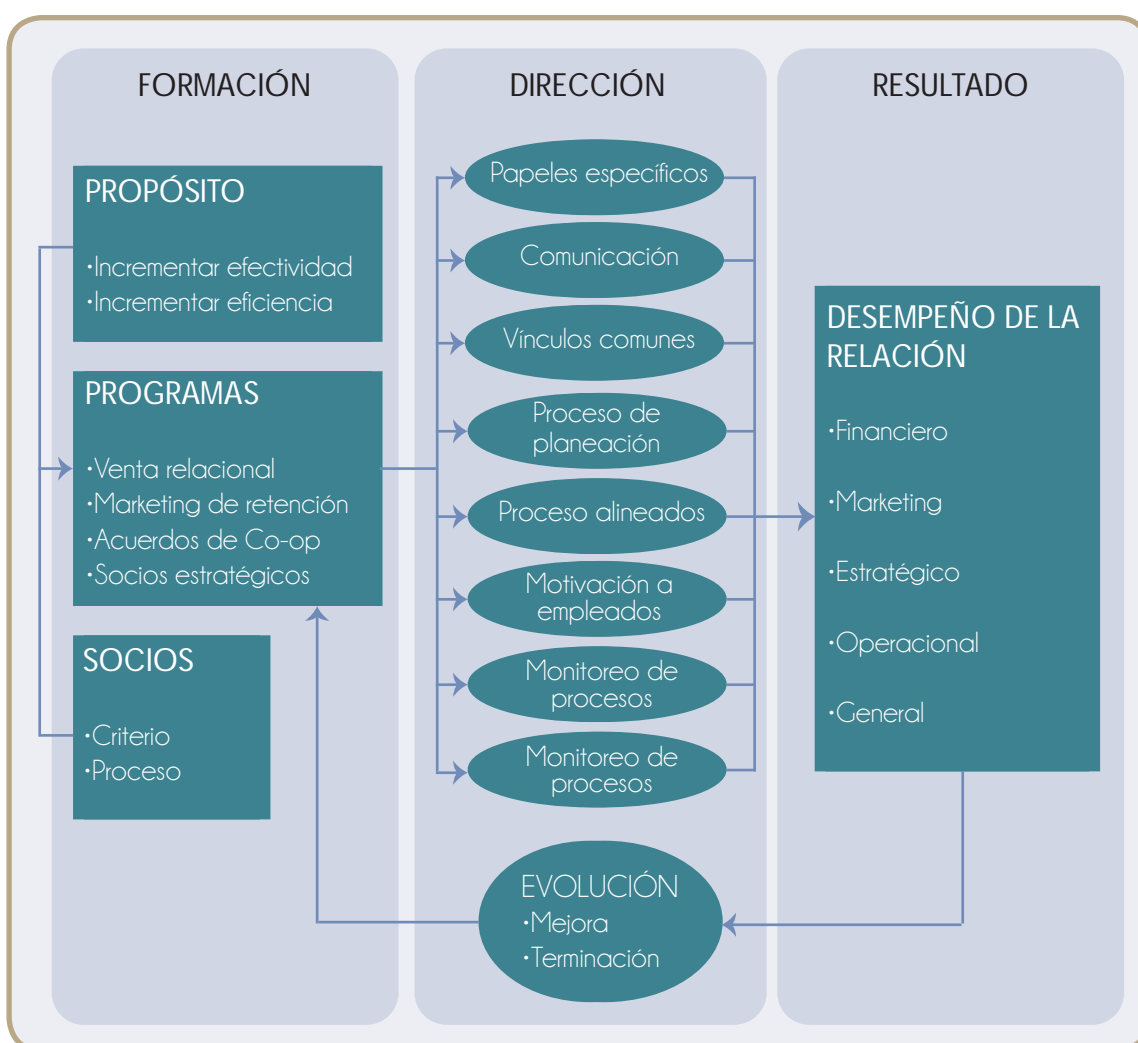 FORMACIÓN
PROPÓSITO
·Incrementar efectividad
·Incrementar eficiencia
PROGRAMAS
·Venta relacional
·Marketing de retención
·Acuerdos de Co-op
·Socios estratégicos
SOCIOS
·Criterio
·Proceso
DIRECCIÓN
Papeles específicos
Comunicación
Vínculos comunes
Proceso de
planeación
Proceso alineados
Motivación a
empleados
Monitoreo de
procesos
Monitoreo de
procesos
EVOLUCIÓN
·Mejora
·Terminación
RESULTADO
DESEMPEÑO DE LA
RELACIÓN
·Financiero
·Marketing
·Estratégico
·Operacional
·General